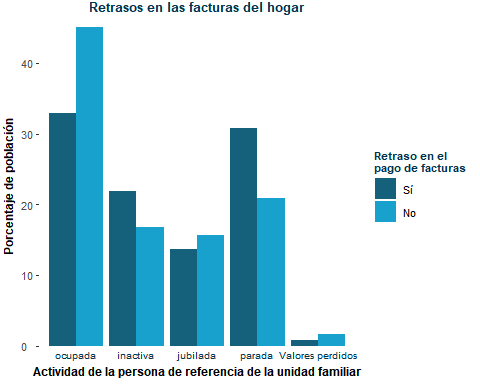 Retrasos en las facturas del hogar
Porcentaje de población
40
30
20
10
0
ocupada
inactiva
jubilada
parada
Valores perdidos
Actividad de la persona de referencia de la unidad familiar
Retraso en el
pago de facturas
Sí
No